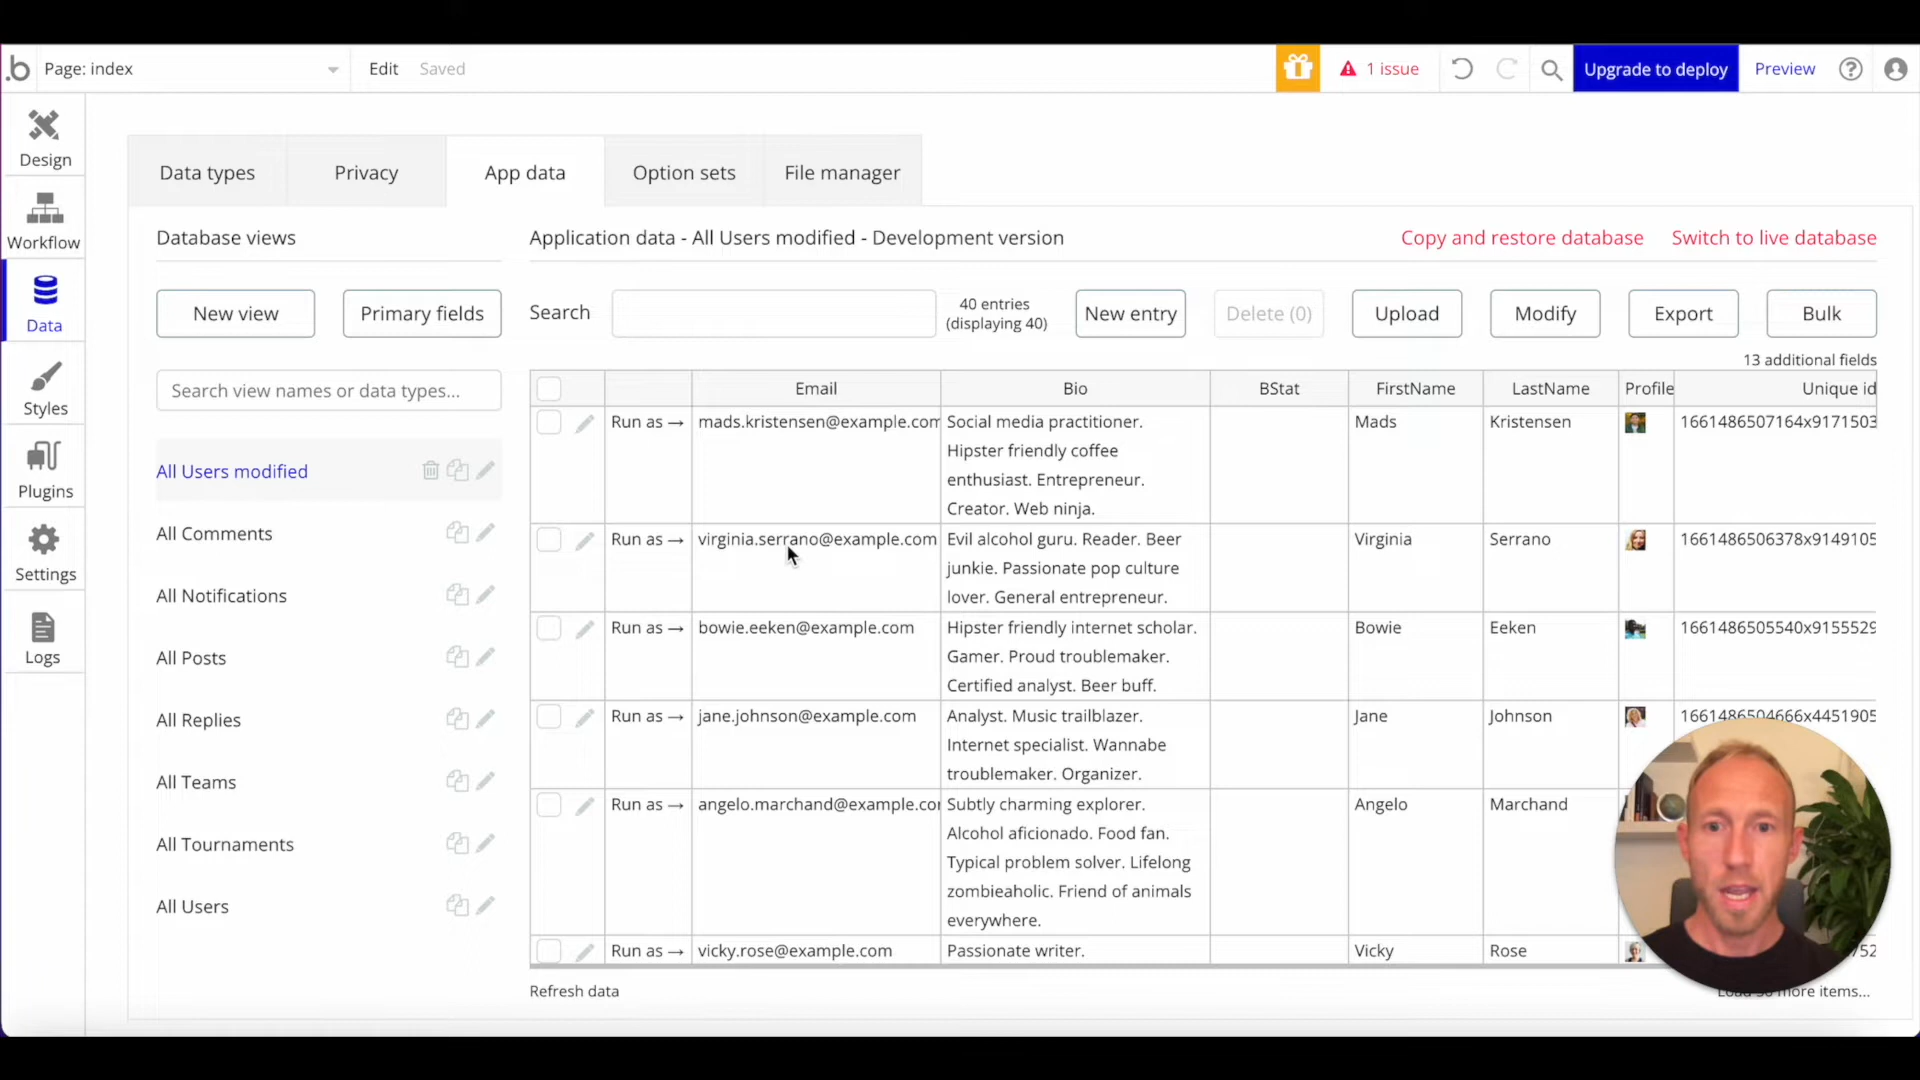 .b Page: index Edit Saved 1 issue Upgrade to deploy Preview ?
Design
Workflow
Data
Styles
Plugins
Settings
Logs
Data types Privacy App data Option sets File manager
Database views
New view Primary fields
Search view names or data types...
All Users modified
All Comments
All Notifications
All Posts
All Replies
All Teams
All Tournaments
All Users
Application data - All Users modified - Development version Copy and restore database Switch to live database
Search 40 entries
(displaying 40)
New entry Delete (0) Upload Modify Export Bulk
13 additional fields
Email Bio BStat FirstName LastName Profile Unique id
Run as → mads.kristensen@example.com Social media practitioner. Mads Kristensen 1661486507164x9171503
Hipster friendly coffee
enthusiast. Entrepreneur.
Creator. Web ninja.
Run as → virginia.serrano@example.com Evil alcohol guru. Reader. Beer Virginia Serrano 1661486506378x9149105
junkie. Passionate pop culture
lover. General entrepreneur.
Run as → bowie.eeken@example.com Hipster friendly internet scholar. Bowie Eeken 1661486505540x9155529
Gamer. Proud troublemaker.
Certified analyst. Beer buff.
Run as → jane.johnson@example.com Analyst. Music trailblazer. Jane Johnson 1661486504666x4451905
Internet specialist. Wannabe
troublemaker. Organizer.
Run as → angelo.marchand@example.co Subtly charming explorer. Angelo Marchand
Alcohol aficionado. Food fan.
Typical problem solver. Lifelong
zombieaholic. Friend of animals
everywhere.
Run as → vicky.rose@example.com Passionate writer. Vicky Rose 752
Refresh data more items...